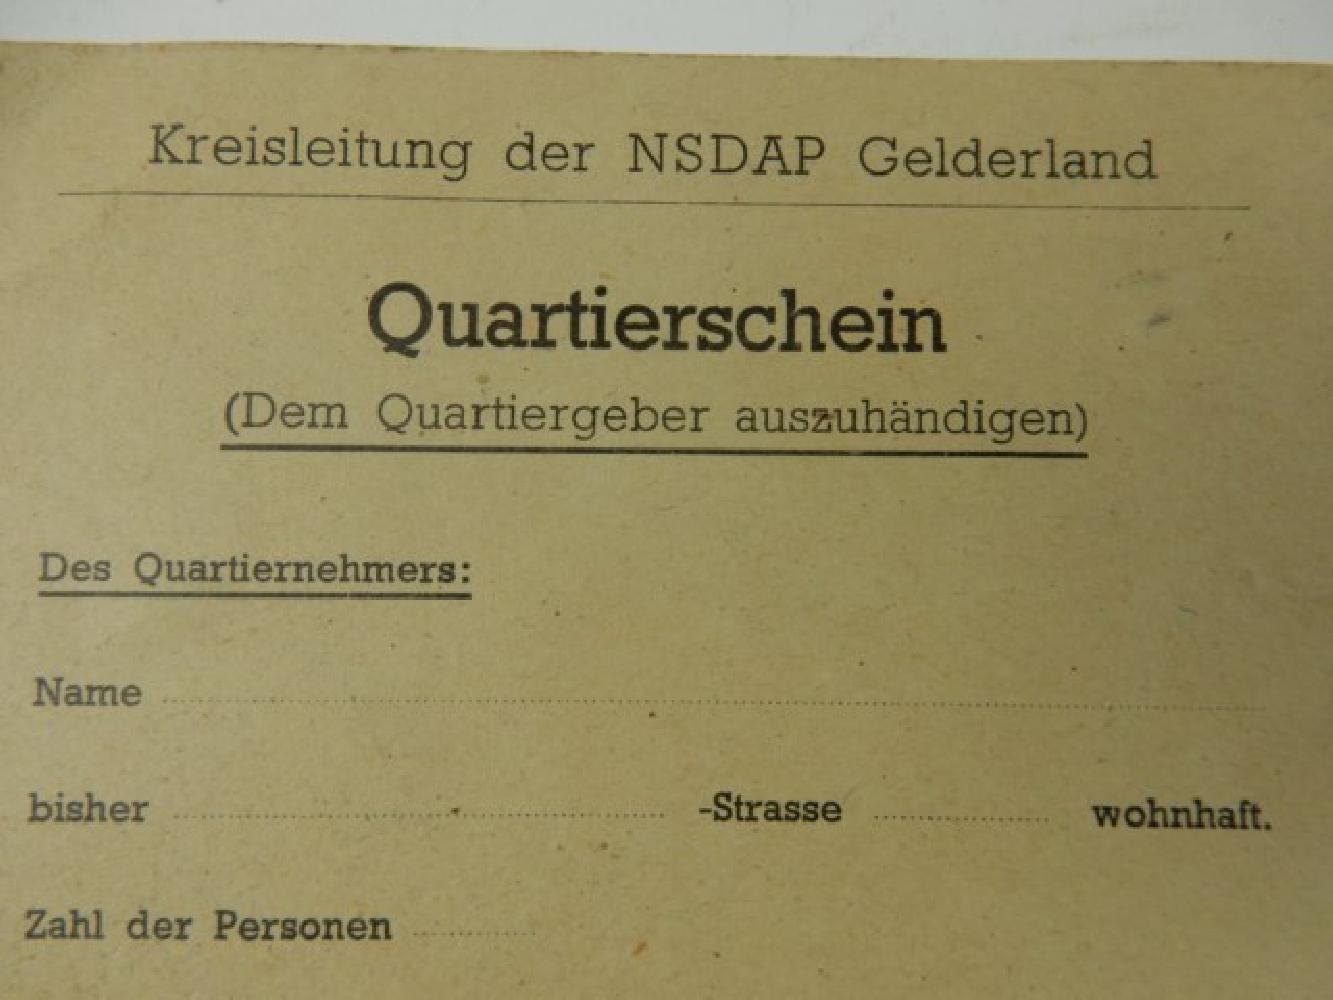 Kreisleitung der NSDAP Gelderland
Quartierschein
(Dem Quartiergeber auszuhändigen)
Des Quartiernehmers:
Name
bisher -Strasse wohnhaft.
Zahl der Personen